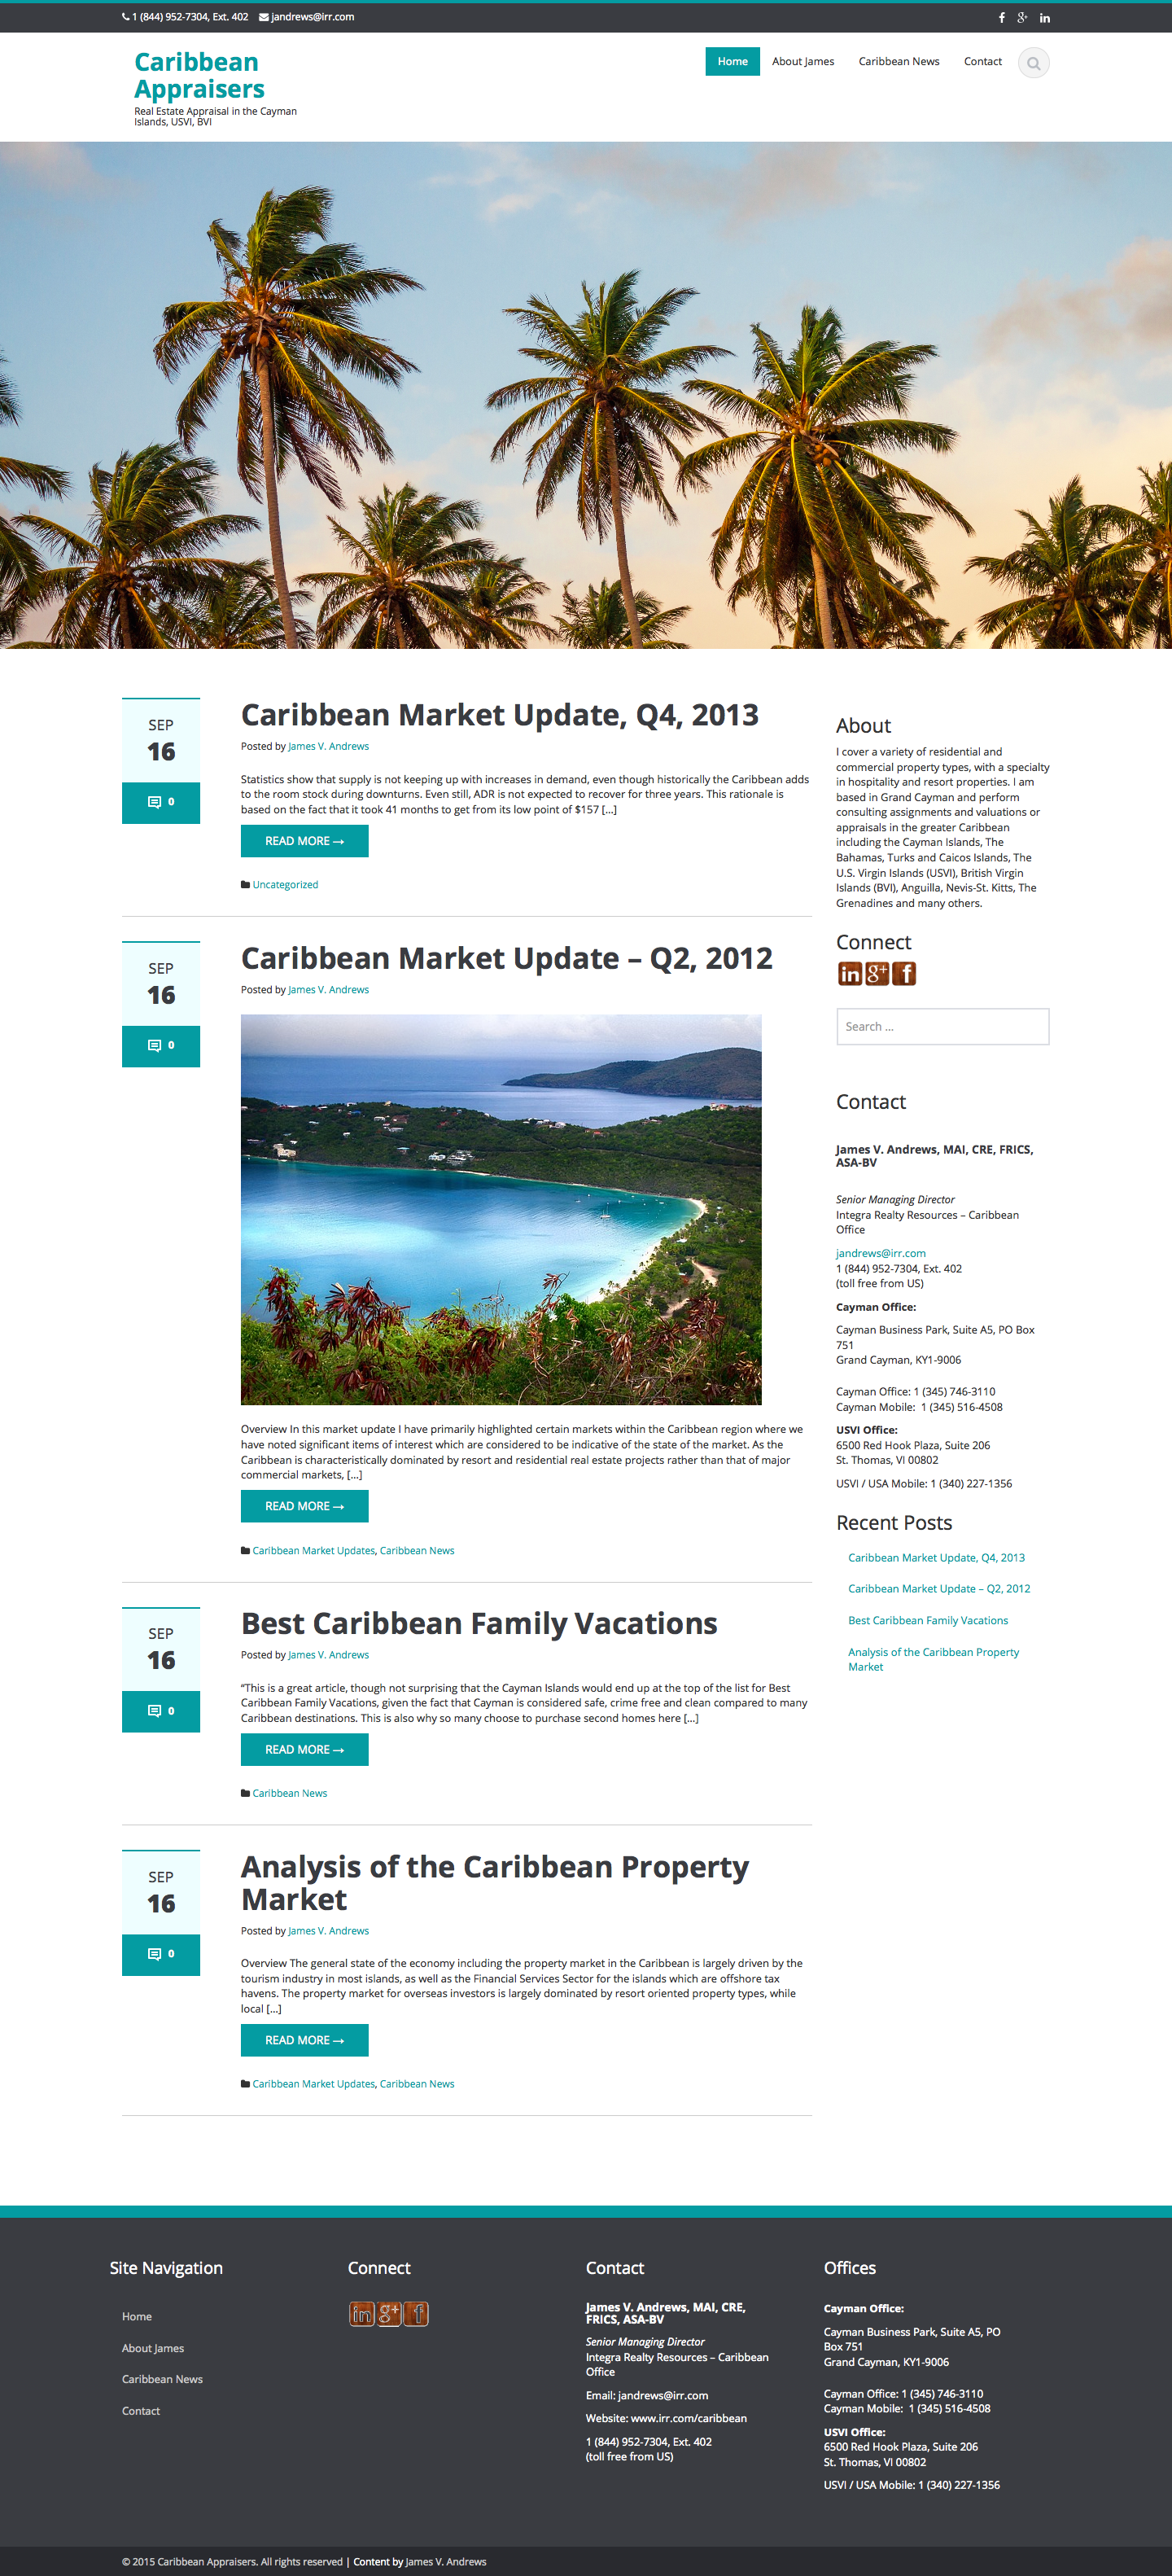 1 (844) 952-7304, Ext. 402 jandrews@irr.com
Caribbean
Appraisers
Real Estate Appraisal in the Cayman
Islands, USVI, BVI
Home About James Caribbean News Contact
SEP
16
0
Caribbean Market Update, Q4, 2013
Posted by James V. Andrews
Statistics show that supply is not keeping up with increases in demand, even though historically the Caribbean adds
to the room stock during downturns. Even still, ADR is not expected to recover for three years. This rationale is
based on the fact that it took 41 months to get from its low point of $157 [...]
READ MORE →
Uncategorized
SEP
16
0
Caribbean Market Update – Q2, 2012
Posted by James V. Andrews
Overview In this market update I have primarily highlighted certain markets within the Caribbean region where we
have noted significant items of interest which are considered to be indicative of the state of the market. As the
Caribbean is characteristically dominated by resort and residential real estate projects rather than that of major
commercial markets, [...]
READ MORE →
Caribbean Market Updates, Caribbean News
SEP
16
0
Best Caribbean Family Vacations
Posted by James V. Andrews
“This is a great article, though not surprising that the Cayman Islands would end up at the top of the list for Best
Caribbean Family Vacations, given the fact that Cayman is considered safe, crime free and clean compared to many
Caribbean destinations. This is also why so many choose to purchase second homes here [...]
READ MORE →
Caribbean News
SEP
16
0
Analysis of the Caribbean Property
Market
Posted by James V. Andrews
Overview The general state of the economy including the property market in the Caribbean is largely driven by the
tourism industry in most islands, as well as the Financial Services Sector for the islands which are offshore tax
havens. The property market for overseas investors is largely dominated by resort oriented property types, while
local [...]
READ MORE →
Caribbean Market Updates, Caribbean News
About
I cover a variety of residential and
commercial property types, with a specialty
in hospitality and resort properties. I am
based in Grand Cayman and perform
consulting assignments and valuations or
appraisals in the greater Caribbean
including the Cayman Islands, The
Bahamas, Turks and Caicos Islands, The
U.S. Virgin Islands (USVI), British Virgin
Islands (BVI), Anguilla, Nevis-St. Kitts, The
Grenadines and many others.
Connect
in g+ f
Search ...
Contact
James V. Andrews, MAI, CRE, FRICS,
ASA-BV
Senior Managing Director
Integra Realty Resources – Caribbean
Office
jandrews@irr.com
1 (844) 952-7304, Ext. 402
(toll free from US)
Cayman Office:
Cayman Business Park, Suite A5, PO Box
751
Grand Cayman, KY1-9006
Cayman Office: 1 (345) 746-3110
Cayman Mobile: 1 (345) 516-4508
USVI Office:
6500 Red Hook Plaza, Suite 206
St. Thomas, VI 00802
USVI / USA Mobile: 1 (340) 227-1356
Recent Posts
Caribbean Market Update, Q4, 2013
Caribbean Market Update – Q2, 2012
Best Caribbean Family Vacations
Analysis of the Caribbean Property
Market
Site Navigation
Home
About James
Caribbean News
Contact
Connect
in g+ f
Contact
James V. Andrews, MAI, CRE,
FRICS, ASA-BV
Senior Managing Director
Integra Realty Resources – Caribbean
Office
Email: jandrews@irr.com
Website: www.irr.com/caribbean
1 (844) 952-7304, Ext. 402
(toll free from US)
Offices
Cayman Office:
Cayman Business Park, Suite A5, PO
Box 751
Grand Cayman, KY1-9006
Cayman Office: 1 (345) 746-3110
Cayman Mobile: 1 (345) 516-4508
USVI Office:
6500 Red Hook Plaza, Suite 206
St. Thomas, VI 00802
USVI / USA Mobile: 1 (340) 227-1356
© 2015 Caribbean Appraisers. All rights reserved | Content by James V. Andrews